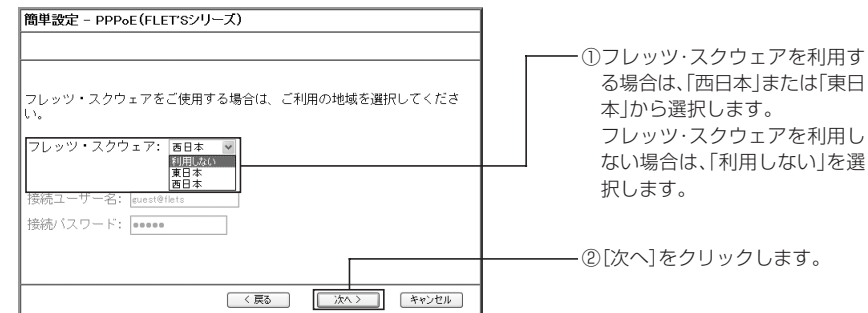 簡単設定 - PPPoE(FLET'Sシリーズ)
フレッツ・スクウェアをご使用する場合は、ご利用の地域を選択してくださ
い。
フレッツ・スクウェア: 西日本
利用しない
東日本
西日本
接続ユーザー名: guest@flets
接続パスワード: *****
< 戻る 次へ > キャンセル
①フレッツ・スクウェアを利用す
る場合は、「西日本」または「東日
本」から選択します。
フレッツ・スクウェアを利用し
ない場合は、「利用しない」を選
択します。
②[次へ]をクリックします。